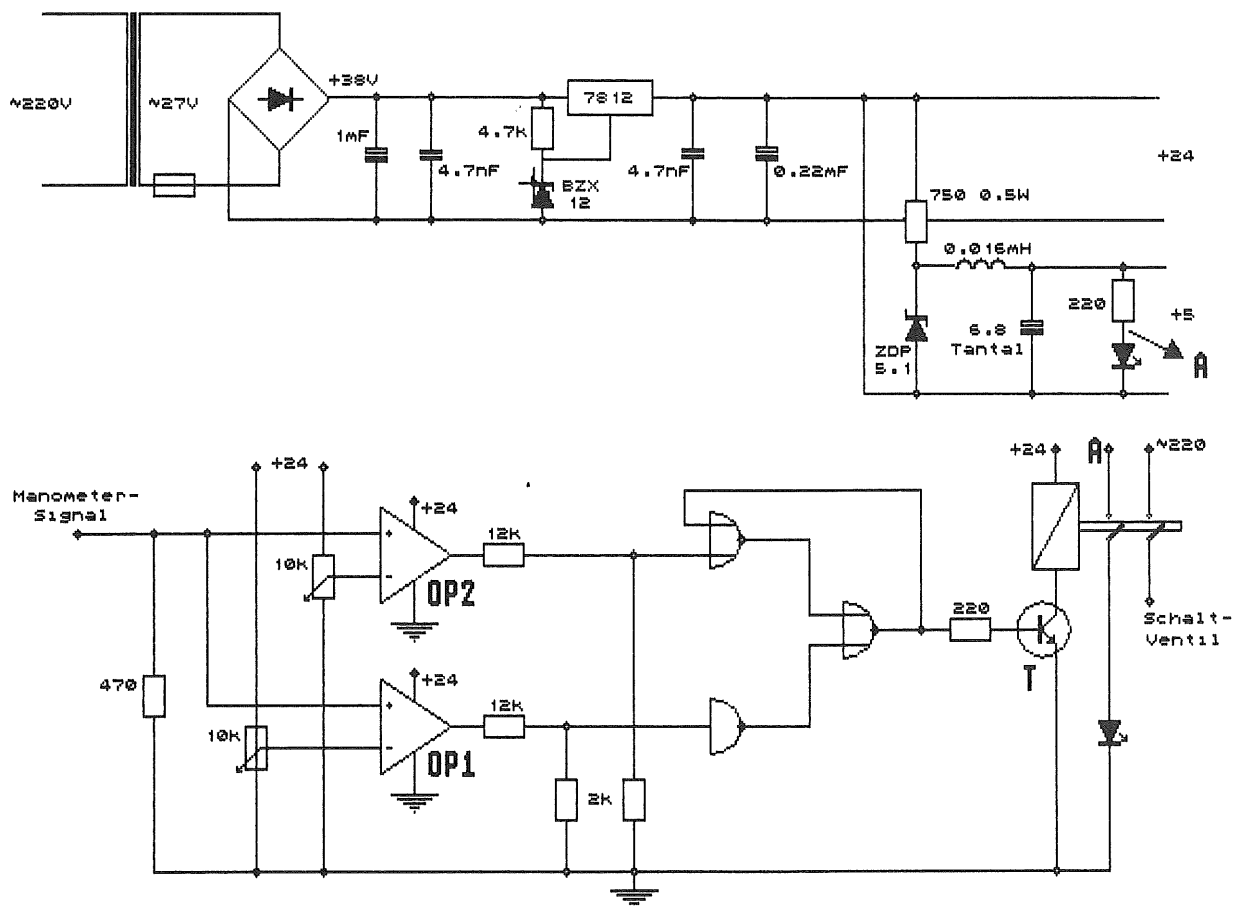 ~220V
~27V
+38V
1mF
4.7nF
4.7k
BZX
12
7812
4.7nF
0.22mF
+24
750 0.5W
0.016mH
ZDP
5.1
6.8
Tantal
220
+5
A
Manometer-
Signal
+24
10k
+24
OP2
12k
470
10k
+24
OP1
12k
2k
220
T
+24
A
~220
Schalt-
Ventil